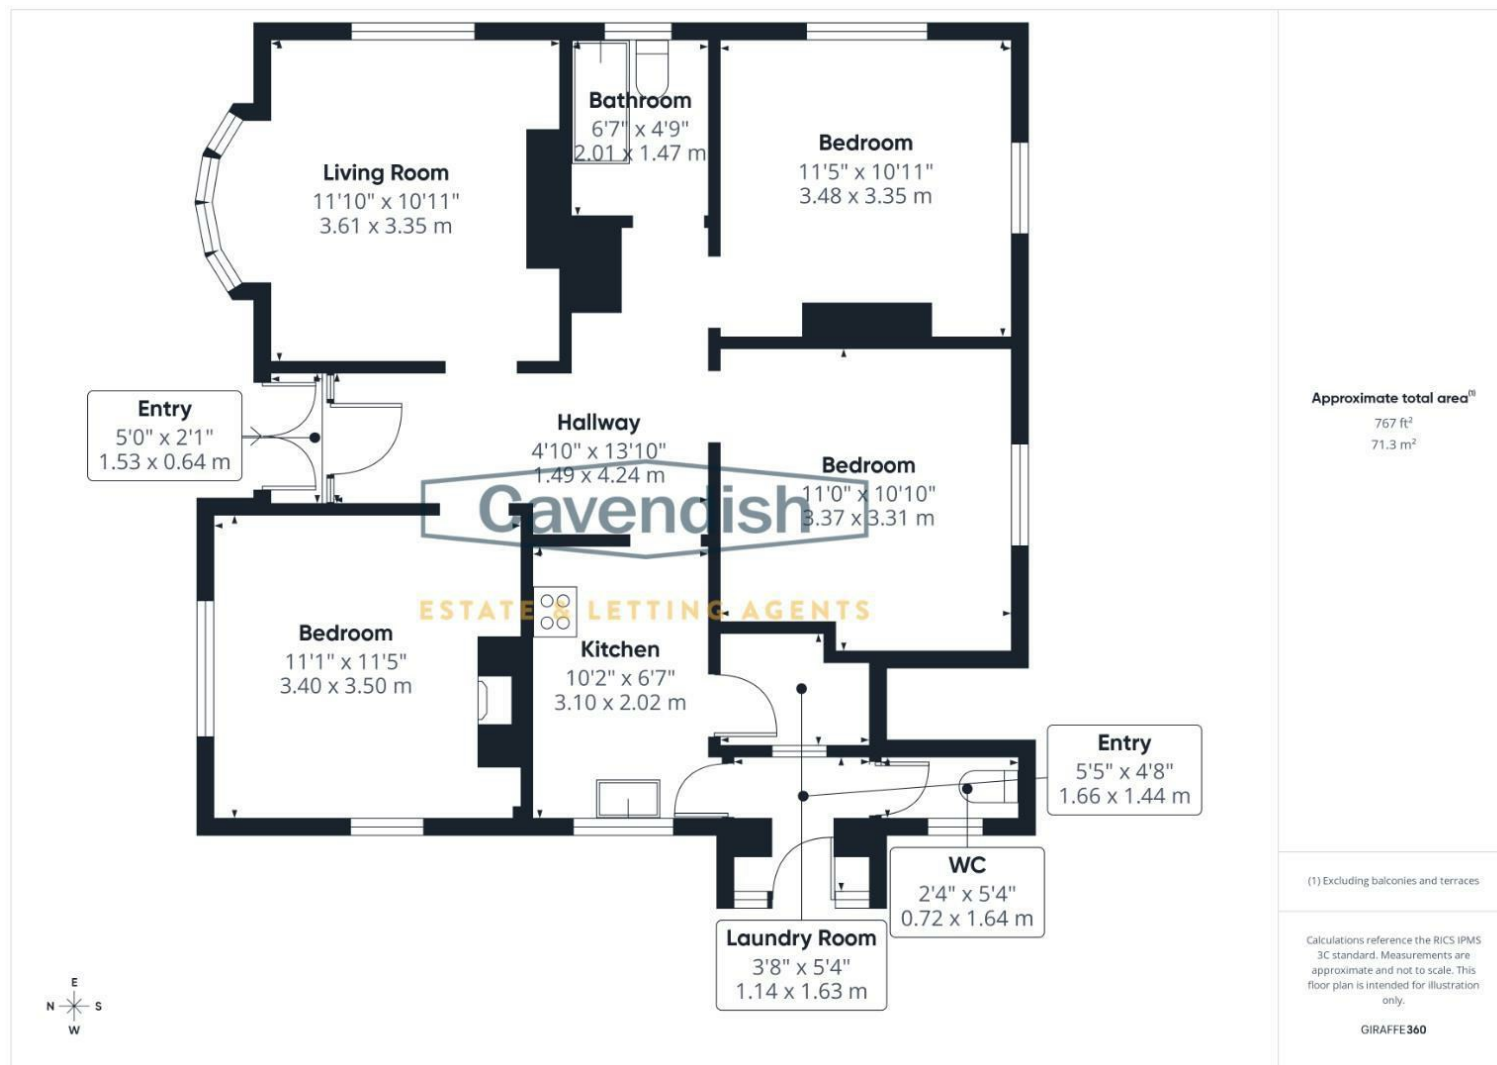 Living Room
11'10" x 10'11"
3.61 x 3.35 m
Bathroom
6'7" x 4'9"
2.01 x 1.47 m
Bedroom
11'5" x 10'11"
3.48 x 3.35 m
Entry
5'0" x 2'1"
1.53 x 0.64 m
Hallway
4'10" x 13'10"
1.49 x 4.24 m
Bedroom
11'0" x 10'10"
3.37 x 3.31 m
Cavendish
ESTATE & LETTING AGENTS
Bedroom
11'1" x 11'5"
3.40 x 3.50 m
Kitchen
10'2" x 6'7"
3.10 x 2.02 m
Entry
5'5" x 4'8"
1.66 x 1.44 m
WC
2'4" x 5'4"
0.72 x 1.64 m
Laundry Room
3'8" x 5'4"
1.14 x 1.63 m
E
N S
W
Approximate total area(1)
767 ft²
71.3 m²
(1) Excluding balconies and terraces
Calculations reference the RICS IPMS
3C standard. Measurements are
approximate and not to scale. This
floor plan is intended for illustration
only.
GIRAFFE360